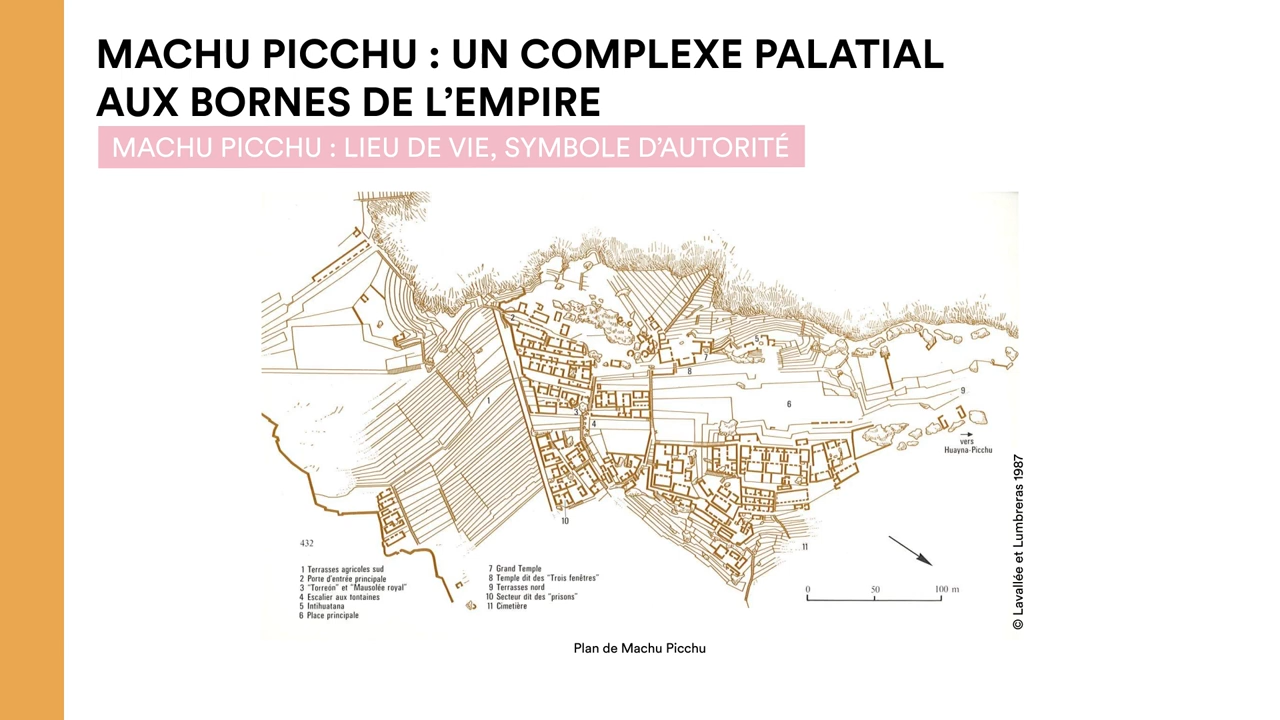 MACHU PICCHU : UN COMPLEXE PALATIAL
AUX BORNES DE L'EMPIRE
MACHU PICCHU : LIEU DE VIE, SYMBOLE D'AUTORITÉ
2
7
5
8
1
9
6
3
4
vers
Huayna-Picchu
10
11
432
1 Terrasses agricoles sud
2 Porte d'entrée principale
3 "Torreón" et "Mausolée royal"
4 Escalier aux fontaines
5 Intihuatana
6 Place principale
7 Grand Temple
8 Temple dit des "Trois fenêtres"
9 Terrasses nord
10 Secteur dit des "prisons"
11 Cimetière
0 50 100 m
© Lavallée et Lumbreras 1987
Plan de Machu Picchu